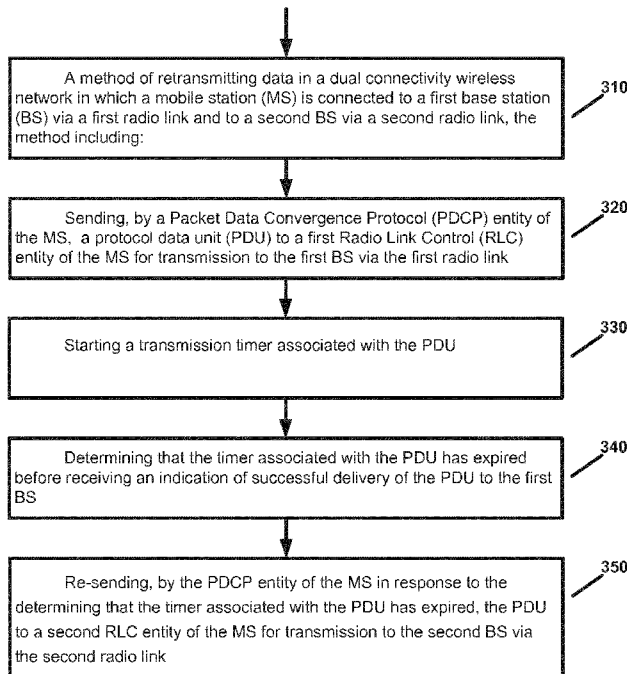 A method of retransmitting data in a dual connectivity wireless
network in which a mobile station (MS) is connected to a first base station
(BS) via a first radio link and to a second BS via a second radio link, the
method including:
310
Sending, by a Packet Data Convergence Protocol (PDCP) entity of
the MS, a protocol data unit (PDU) to a first Radio Link Control (RLC)
entity of the MS for transmission to the first BS via the first radio link
320
Starting a transmission timer associated with the PDU
330
Determining that the timer associated with the PDU has expired
before receiving an indication of successful delivery of the PDU to the first
BS
340
Re-sending, by the PDCP entity of the MS in response to the
determining that the timer associated with the PDU has expired, the PDU
to a second RLC entity of the MS for transmission to the second BS via
the second radio link
350